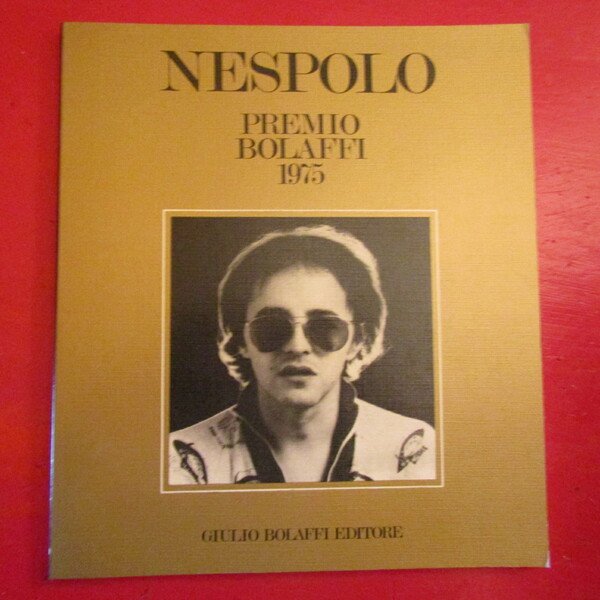 NESPOLO
PREMIO
BOLAFFI
1975
GIULIO BOLAFFI EDITORE